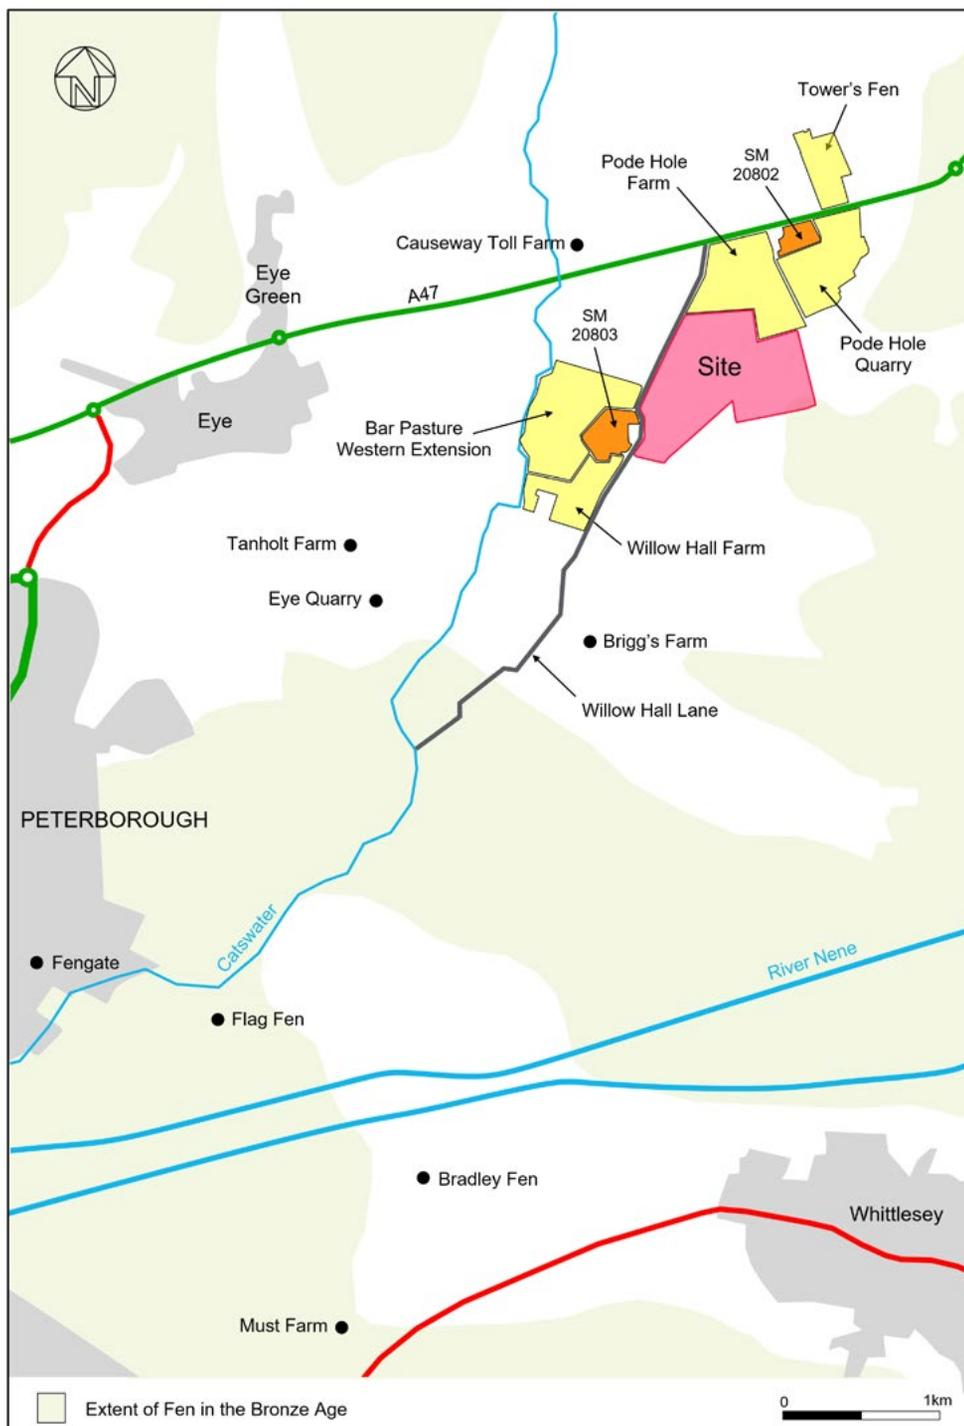 N
Tower's Fen
SM
20802
Pode Hole
Farm
Causeway Toll Farm
Eye
Green
A47
SM
20803
Pode Hole
Quarry
Site
Eye
Bar Pasture
Western Extension
Tanholt Farm
Willow Hall Farm
Eye Quarry
Brigg's Farm
Willow Hall Lane
PETERBOROUGH
Catswater
Fengate
River Nene
Flag Fen
Bradley Fen
Whittlesey
Must Farm
Extent of Fen in the Bronze Age
0 1km